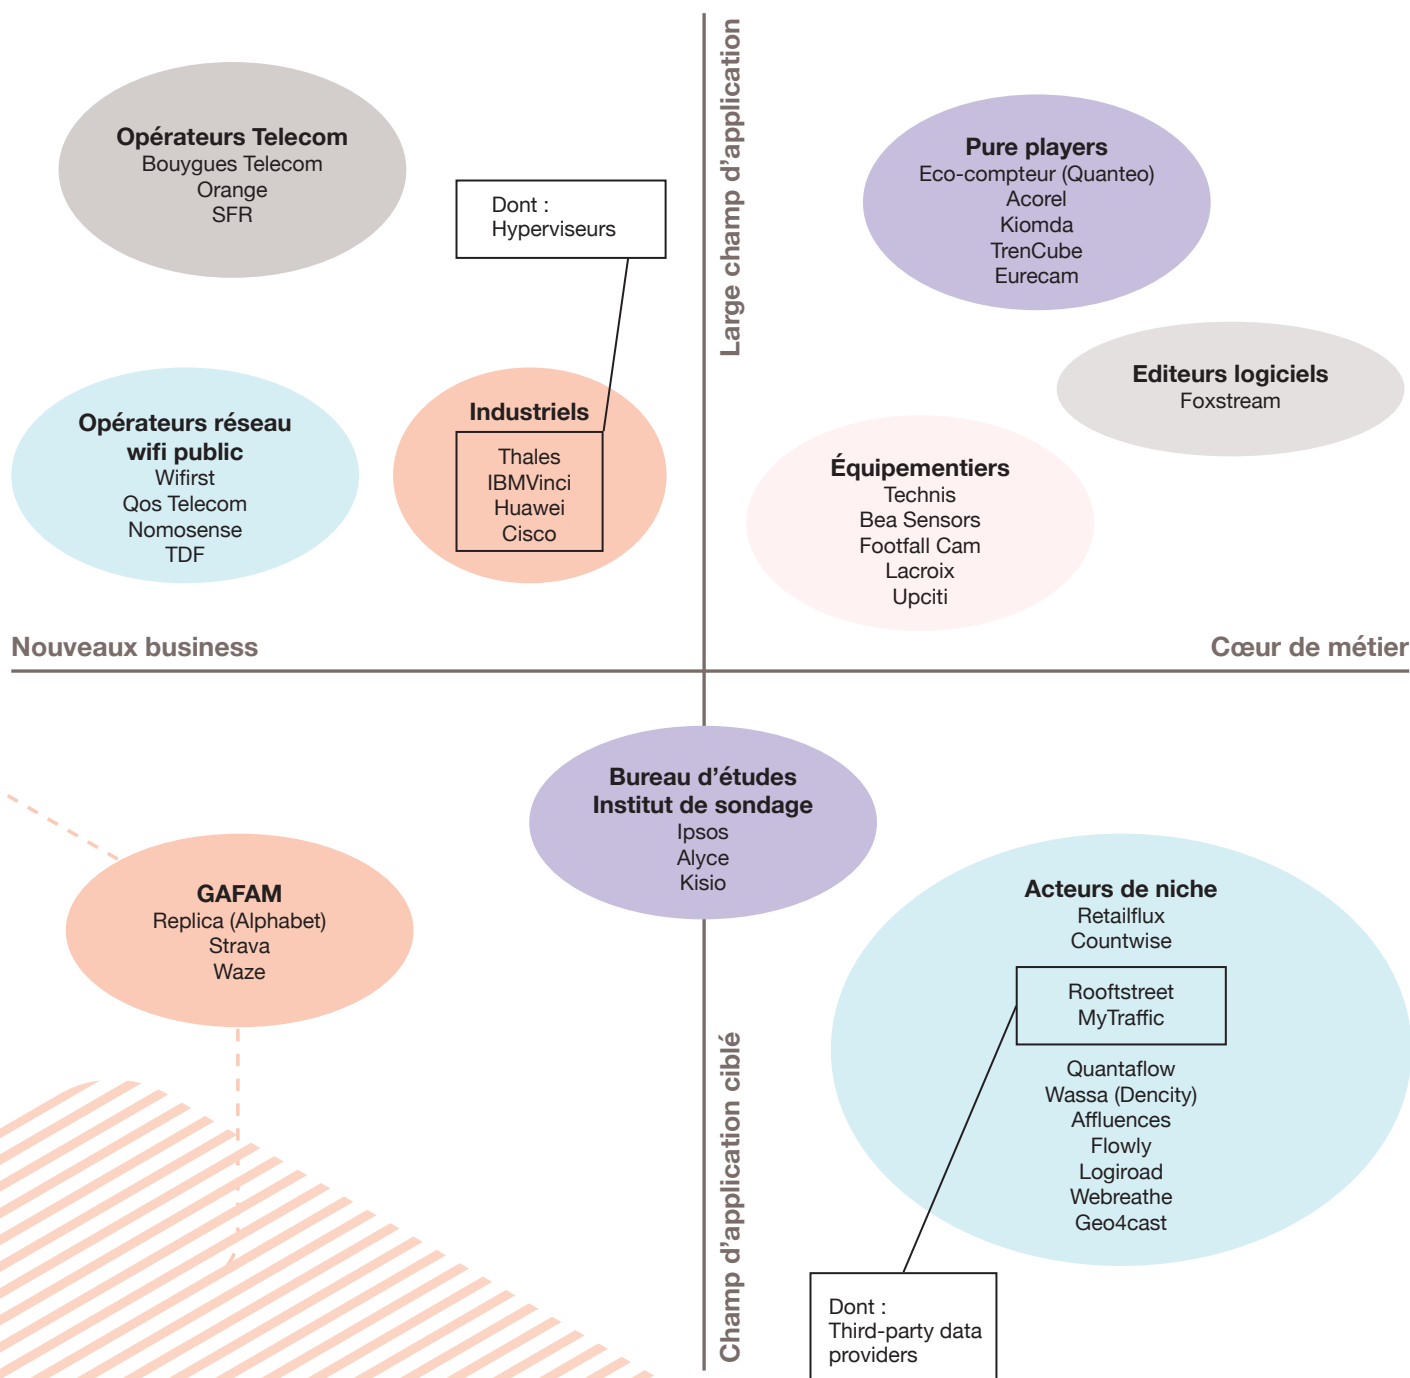 Large champ d'application
Opérateurs Telecom
Bouygues Telecom
Orange
SFR
Dont :
Hyperviseurs
Pure players
Eco-compteur (Quanteo)
Acorel
Kiomda
TrenCube
Eurecam
Editeurs logiciels
Foxstream
Opérateurs réseau
wifi public
Wifirst
Qos Telecom
Nomosense
TDF
Industriels
Thales
IBMVinci
Huawei
Cisco
Équipementiers
Technis
Bea Sensors
Footfall Cam
Lacroix
Upciti
Nouveaux business
Cœur de métier
Bureau d'études
Institut de sondage
Ipsos
Alyce
Kisio
GAFAM
Replica (Alphabet)
Strava
Waze
Acteurs de niche
Retailflux
Countwise
Rooftstreet
MyTraffic
Quantaflow
Wassa (Dencity)
Affluences
Flowly
Logiroad
Webreathe
Geo4cast
Champ d'application ciblé
Dont :
Third-party data
providers